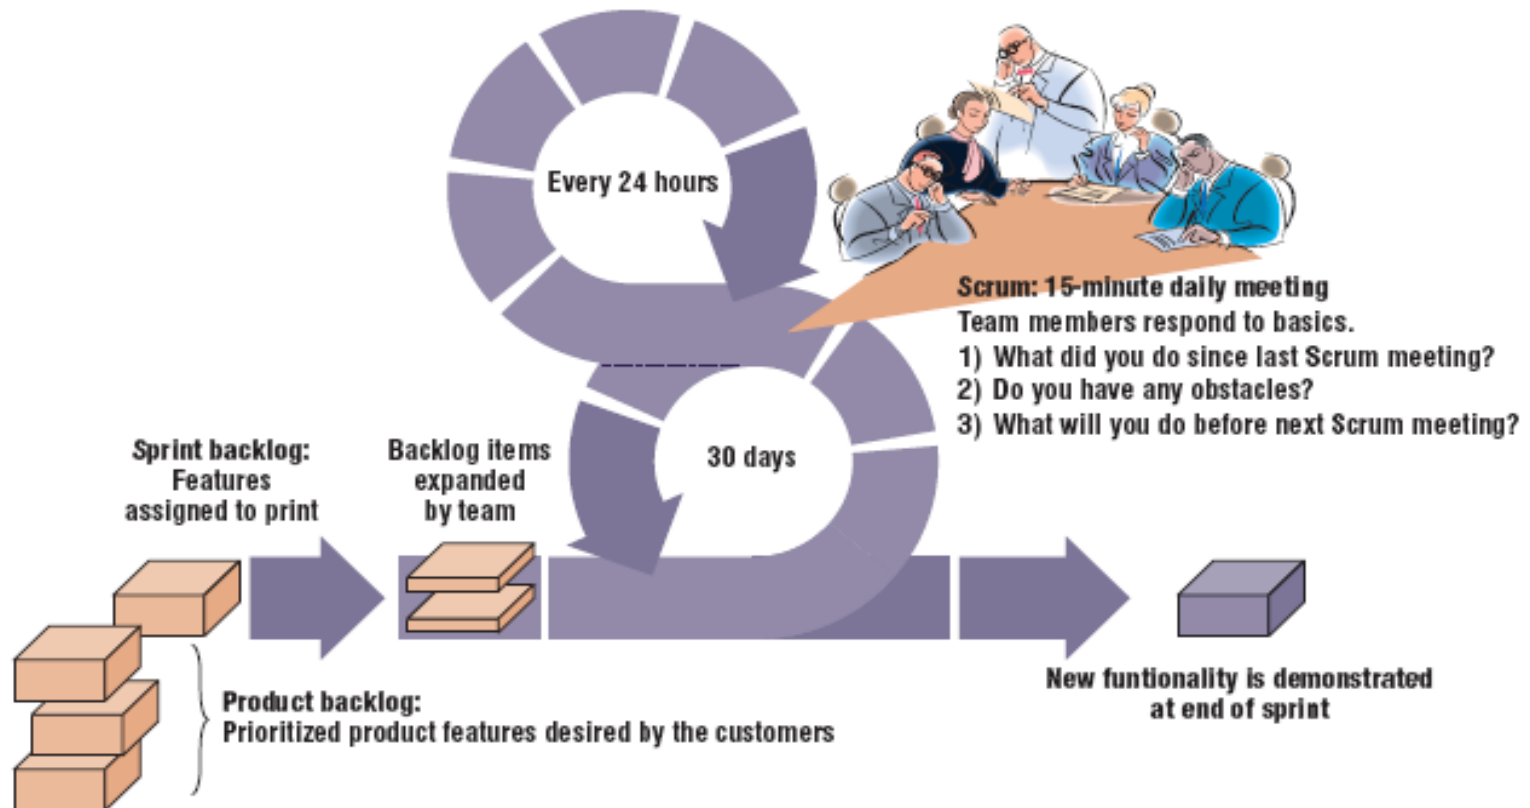 Every 24 hours
Scrum: 15-minute daily meeting
Team members respond to basics.
1) What did you do since last Scrum meeting?
2) Do you have any obstacles?
3) What will you do before next Scrum meeting?
30 days
Sprint backlog:
Features
assigned to print
Backlog items
expanded
by team
Product backlog:
Prioritized product features desired by the customers
New funtionality is demonstrated
at end of sprint